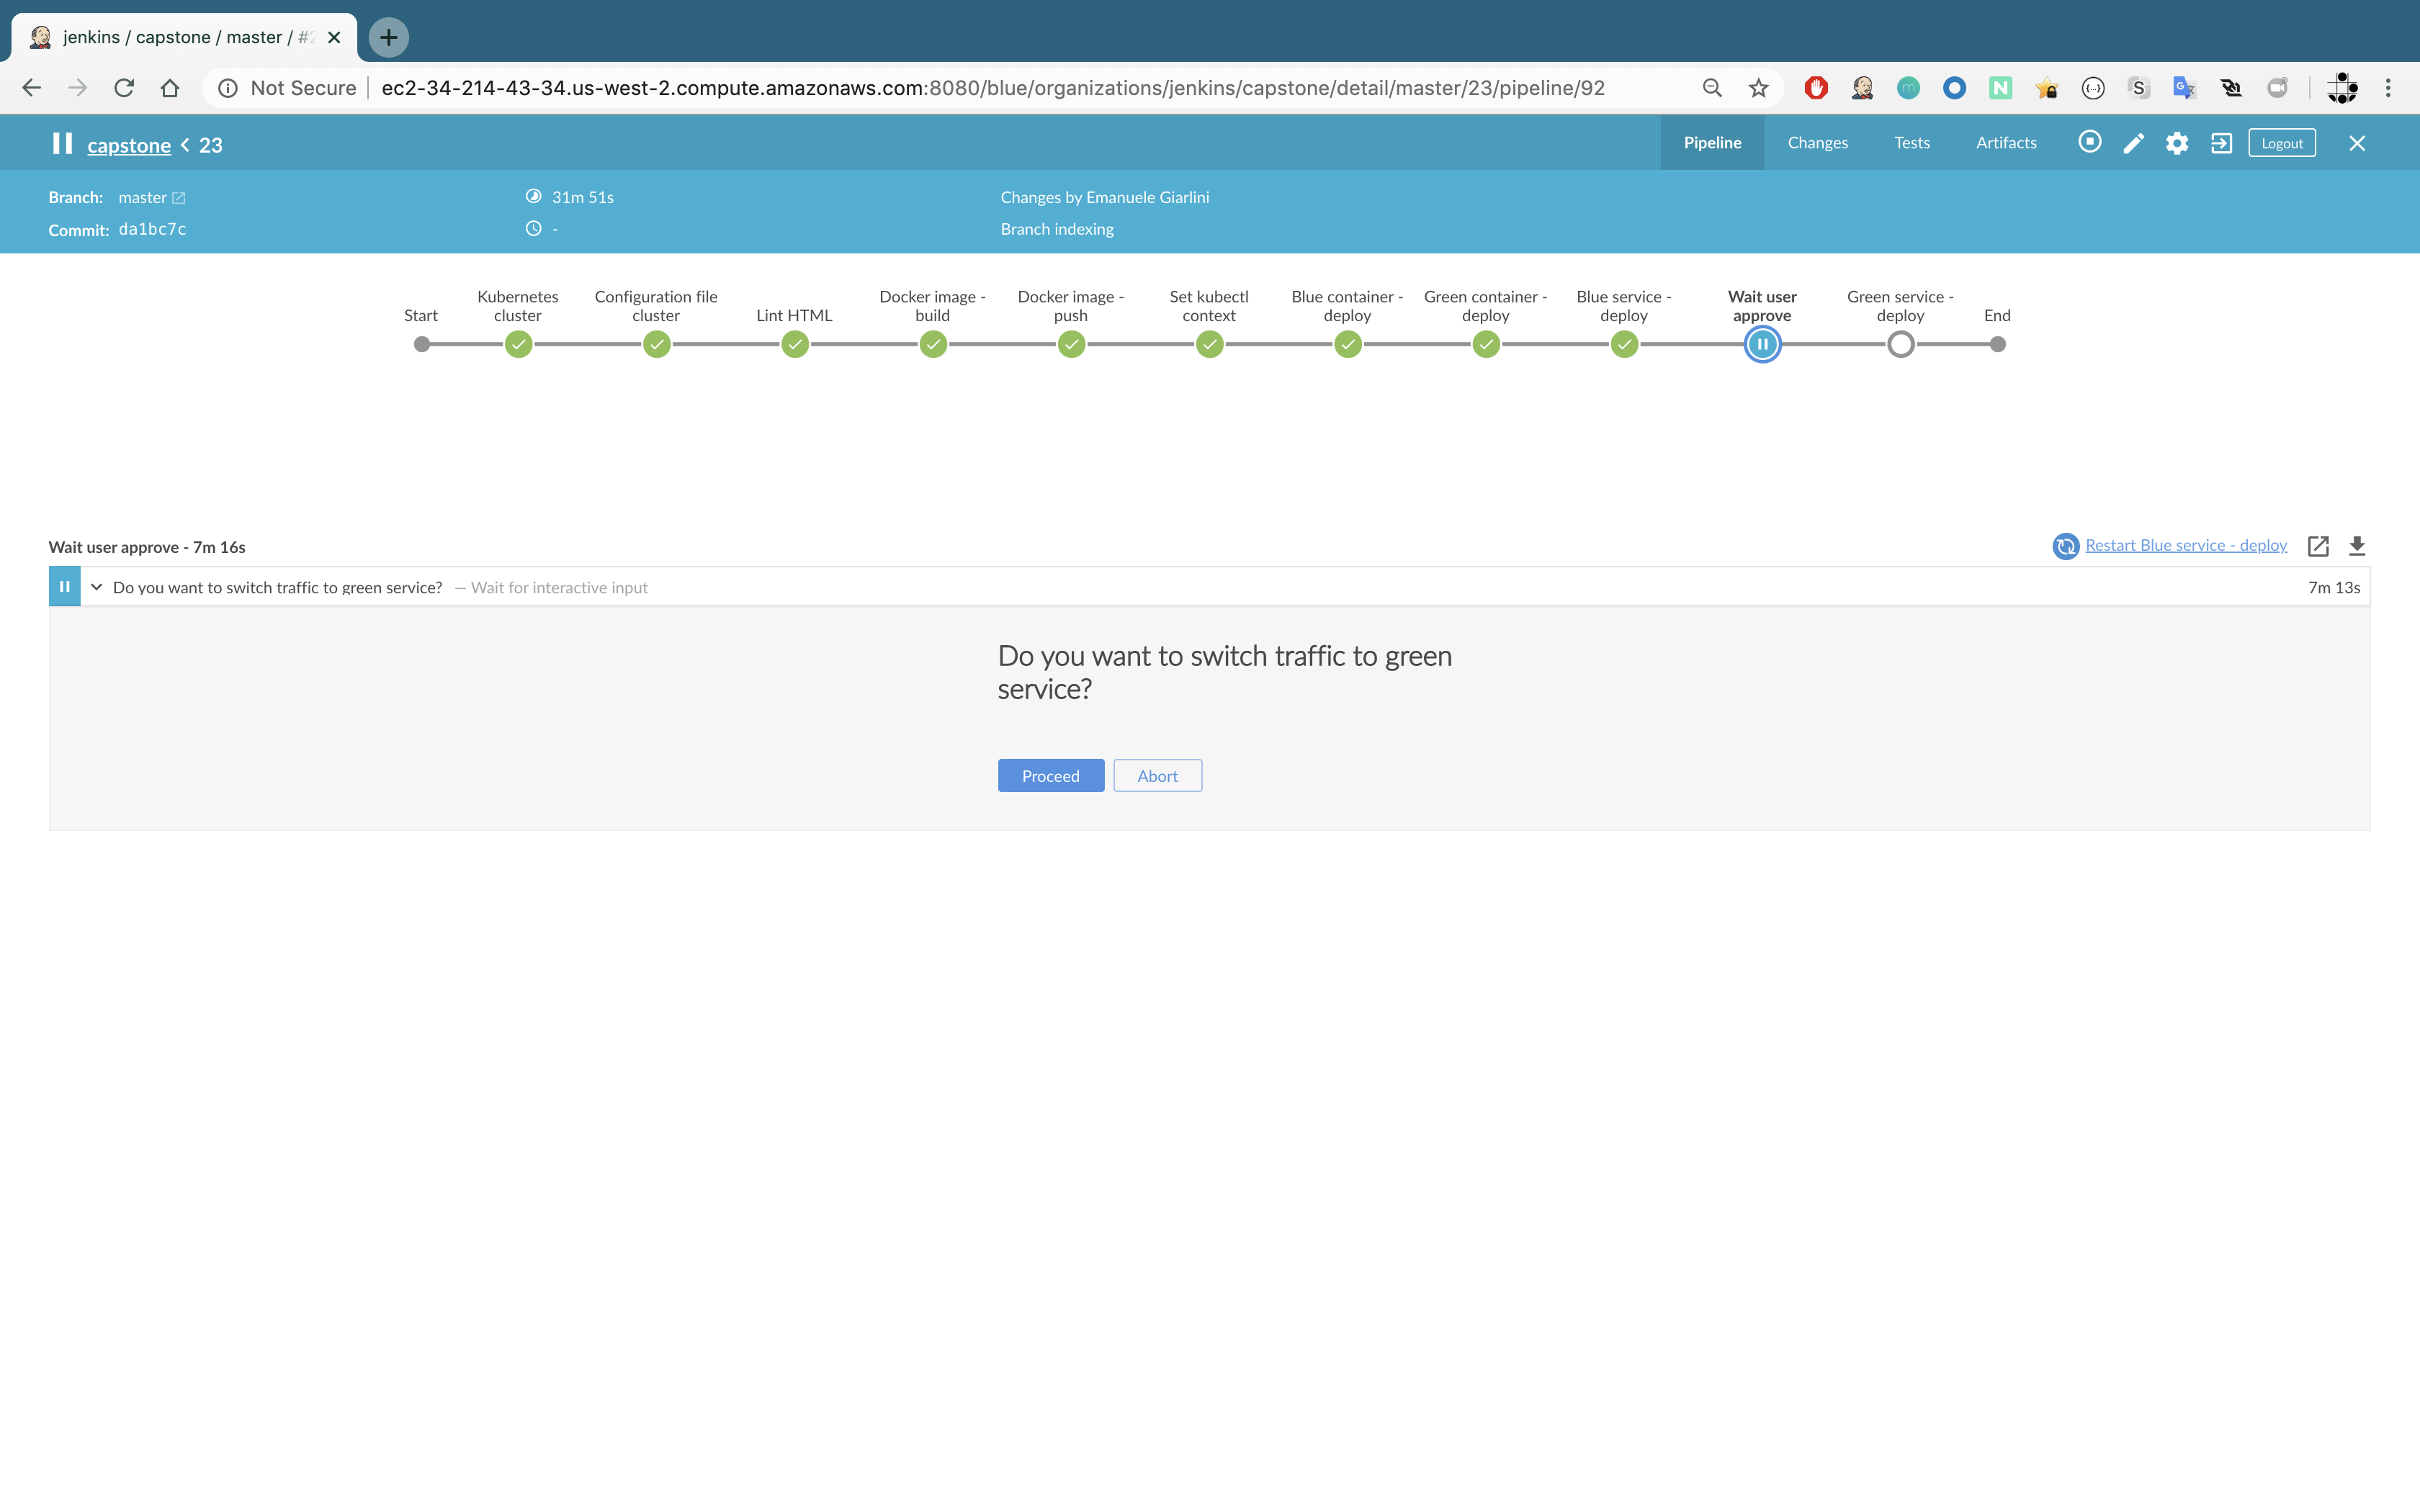 jenkins / capstone / master / #
Not Secure ec2-34-214-43-34.us-west-2.compute.amazonaws.com:8080/blue/organizations/jenkins/capstone/detail/master/23/pipeline/92
capstone < 23
Pipeline Changes Tests Artifacts Logout
Branch: master 31m 51s Changes by Emanuele Giarlini
Commit: da1bc7c - Branch indexing
Start
Kubernetes
cluster
Configuration file
cluster
Lint HTML
Docker image -
build
Docker image -
push
Set kubectl
context
Blue container -
deploy
Green container -
deploy
Blue service -
deploy
Wait user
approve
Green service -
deploy
End
Wait user approve - 7m 16s
Restart Blue service - deploy
Do you want to switch traffic to green service? — Wait for interactive input 7m 13s
Do you want to switch traffic to green
service?
Proceed Abort